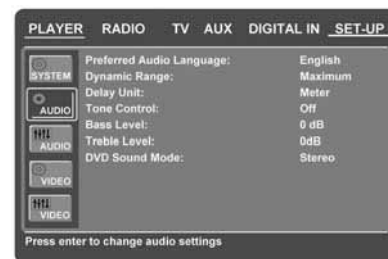 PLAYER RADIO TV AUX DIGITAL IN SET-UP
SYSTEM
AUDIO
AUDIO
VIDEO
VIDEO
Preferred Audio Language: English
Dynamic Range: Maximum
Delay Unit: Meter
Tone Control: Off
Bass Level: 0 dB
Treble Level: 0dB
DVD Sound Mode: Stereo
Press enter to change audio settings